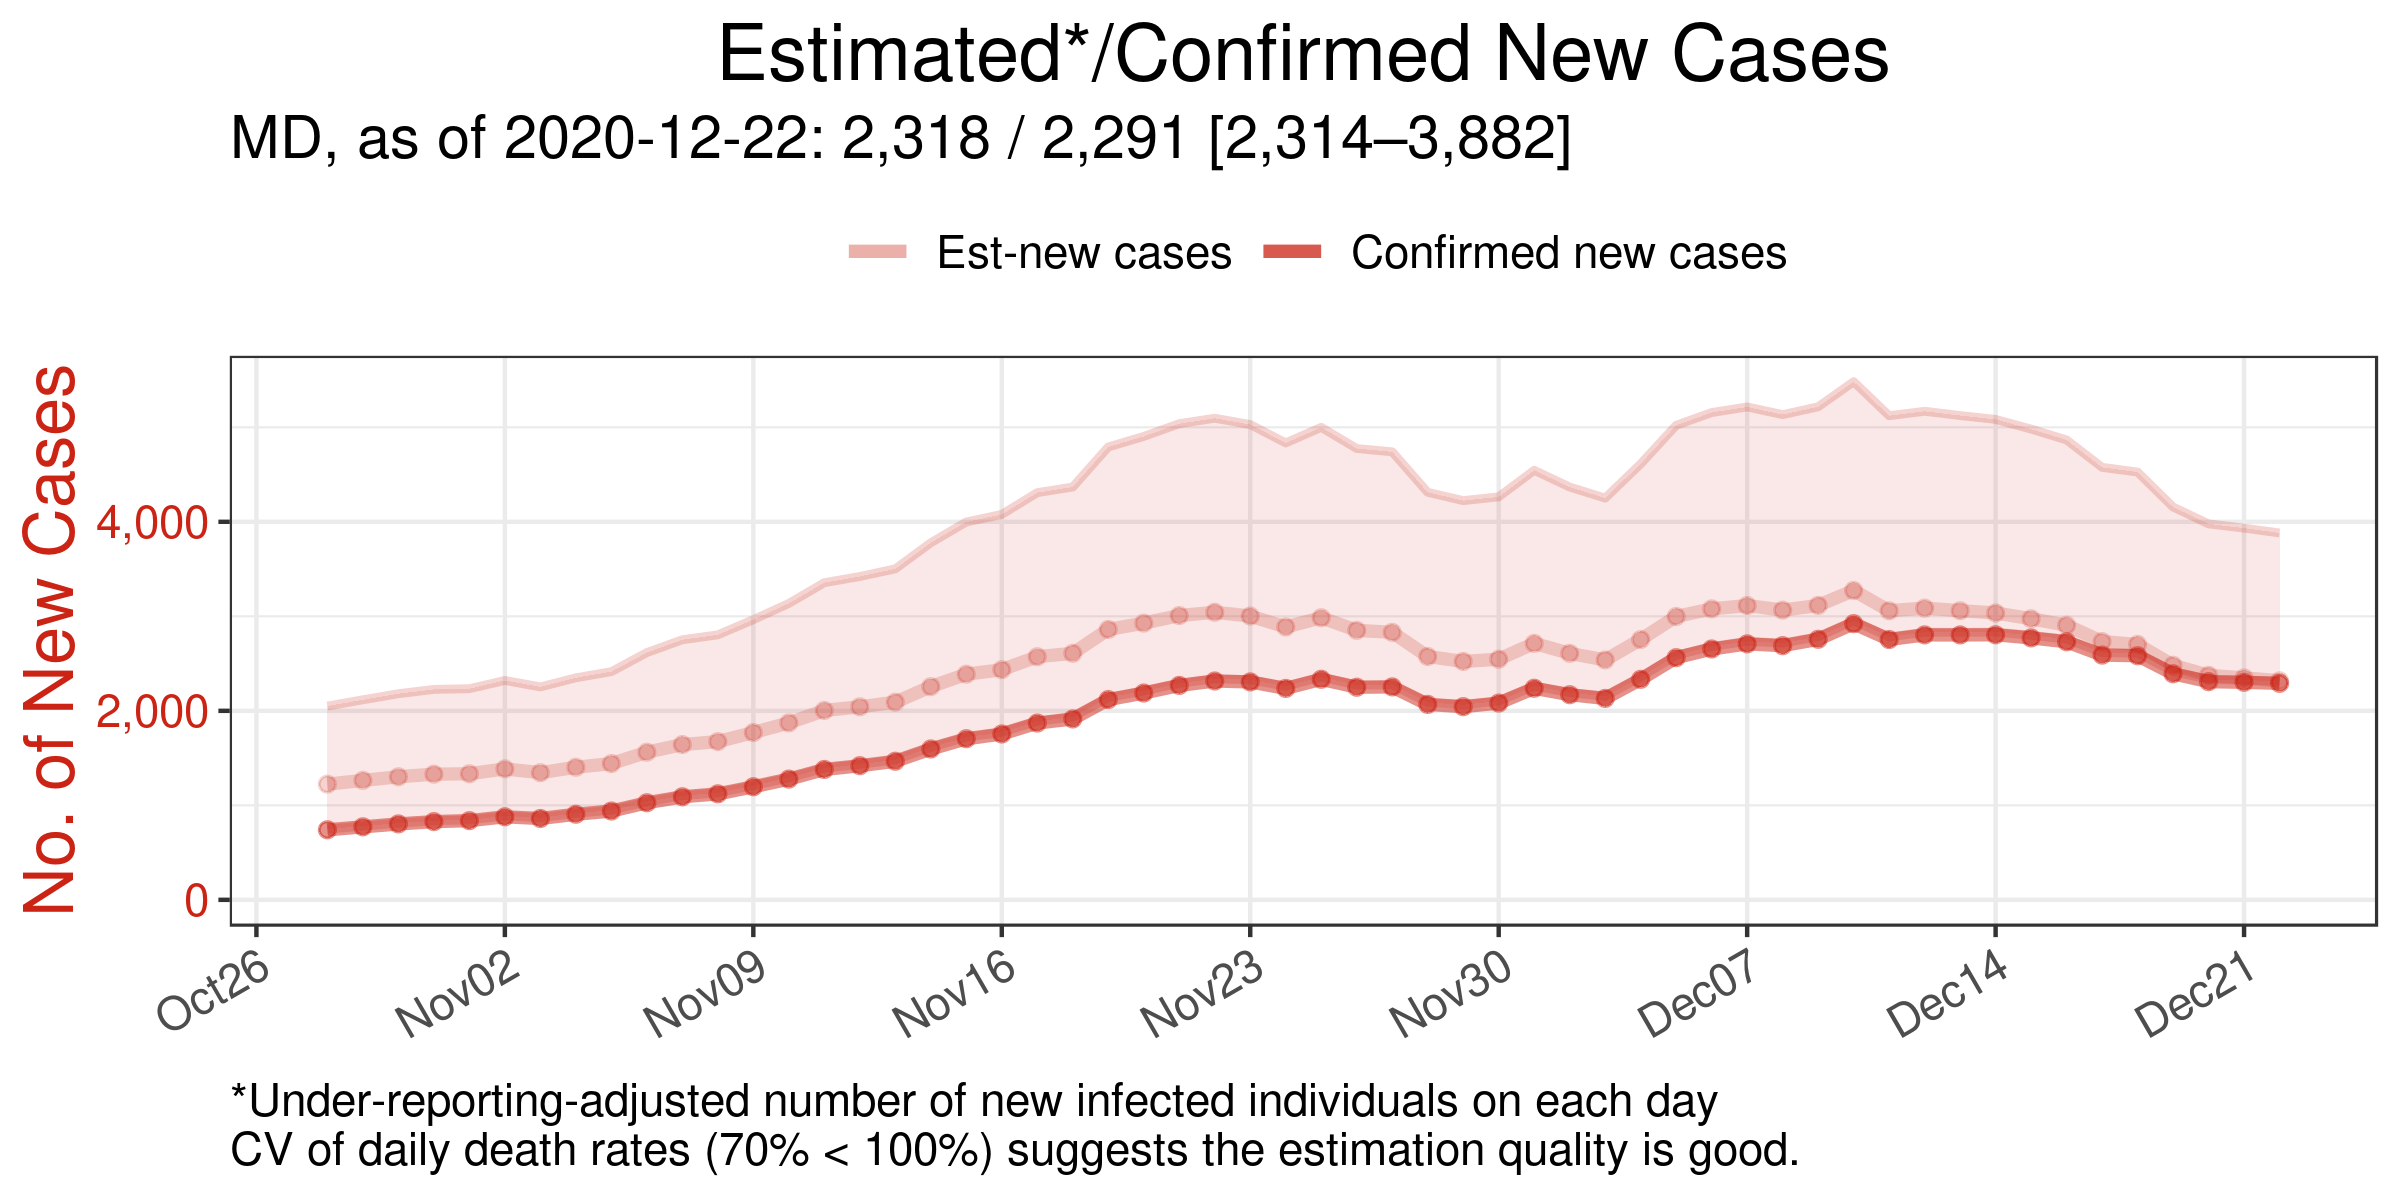 Estimated*/Confirmed New Cases
MD, as of 2020-12-22: 2,318 / 2,291 [2,314–3,882]
Est-new cases Confirmed new cases
No. of New Cases
4,000
2,000
0
Oct26 Nov02 Nov09 Nov16 Nov23 Nov30 Dec07 Dec14 Dec21
*Under-reporting-adjusted number of new infected individuals on each day
CV of daily death rates (70% < 100%) suggests the estimation quality is good.